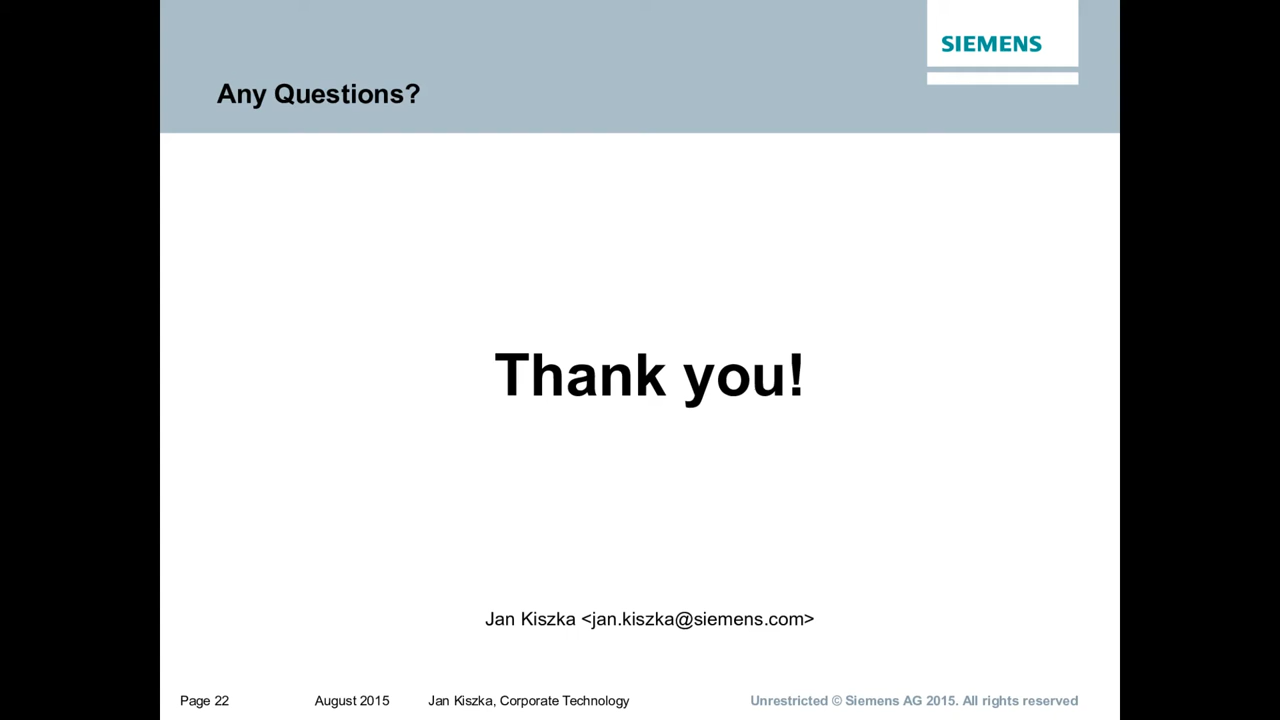 SIEMENS
Any Questions?
Thank you!
Jan Kiszka <jan.kiszka@siemens.com>
Page 22 August 2015 Jan Kiszka, Corporate Technology Unrestricted © Siemens AG 2015. All rights reserved